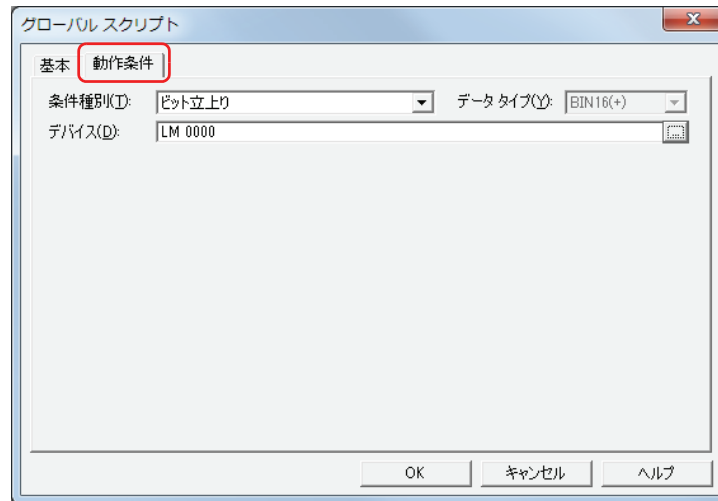 グローバル スクリプト
基本 動作条件
条件種別(T): ビット立上り データ タイプ(Y): BIN16(+)
デバイス(D): LM 0000 ...
OK キャンセル ヘルプ